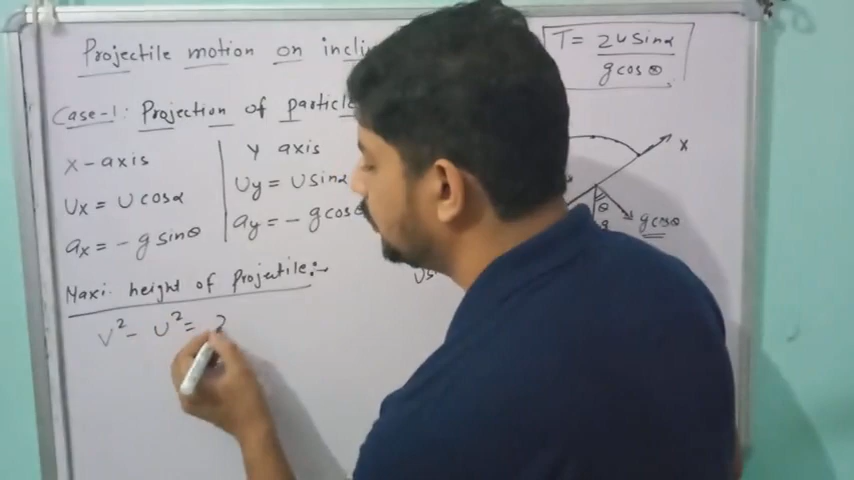 Projectile motion on
Case-1: Projection of particle
X-axis
Ux = U cosα
ax = - g sinθ
Y axis
Uy = U sinα
ay = - g cosθ
Maxi: height of projectile:-
V² - U² = 2
T = 2u sinα
g cosθ
X
θ
g cosθ